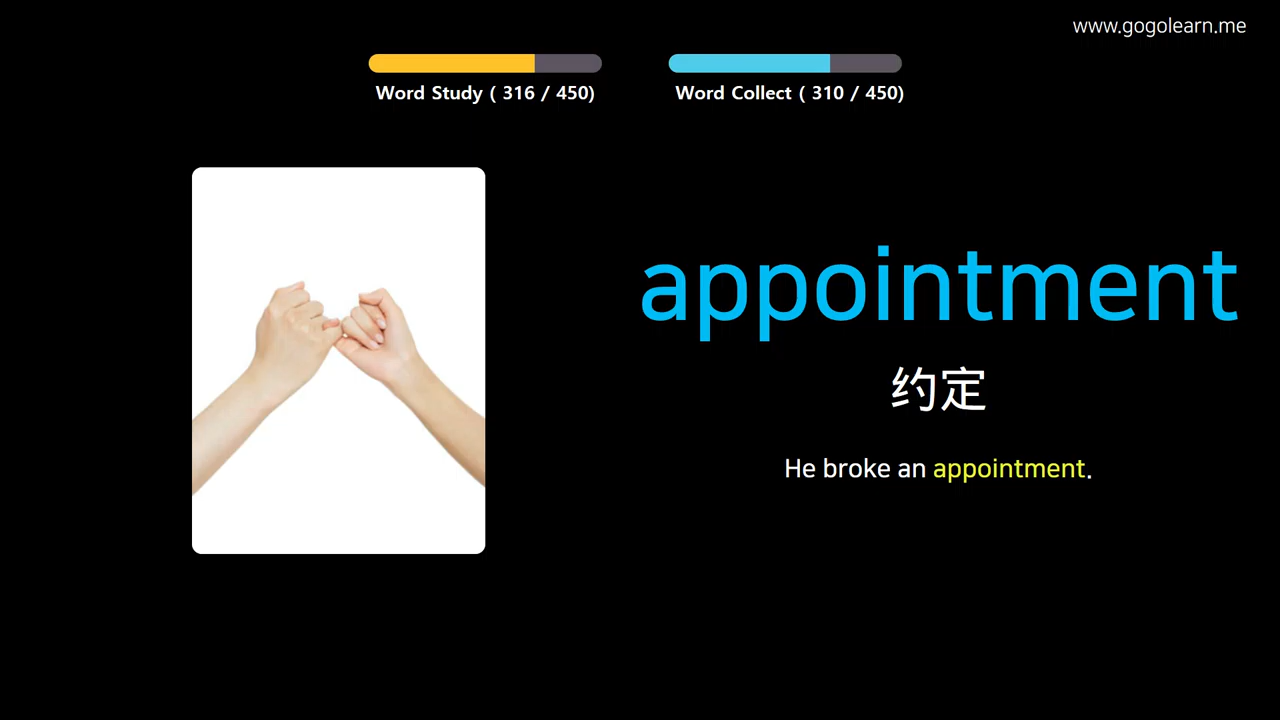 www.gogolearn.me
Word Study ( 316 / 450)
Word Collect ( 310 / 450)
appointment
约定
He broke an appointment.